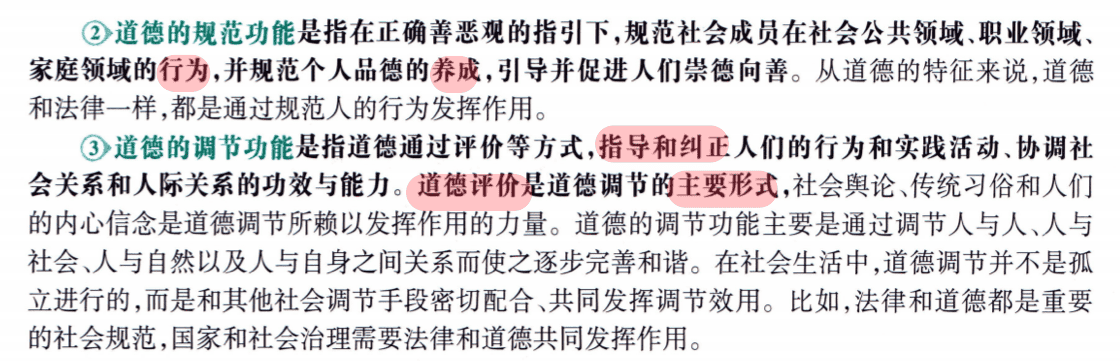 ②道德的规范功能是指在正确善恶观的指引下,规范社会成员在社会公共领域、职业领域、
家庭领域的行为,并规范个人品德的养成,引导并促进人们崇德向善。从道德的特征来说,道德
和法律一样,都是通过规范人的行为发挥作用。
③道德的调节功能是指道德通过评价等方式,指导和纠正人们的行为和实践活动、协调社
会关系和人际关系的功效与能力。道德评价是道德调节的主要形式,社会舆论、传统习俗和人们
的内心信念是道德调节所赖以发挥作用的力量。道德的调节功能主要是通过调节人与人、人与
社会、人与自然以及人与自身之间关系而使之逐步完善和谐。在社会生活中,道德调节并不是孤
立进行的,而是和其他社会调节手段密切配合、共同发挥调节效用。比如,法律和道德都是重要
的社会规范,国家和社会治理需要法律和道德共同发挥作用。